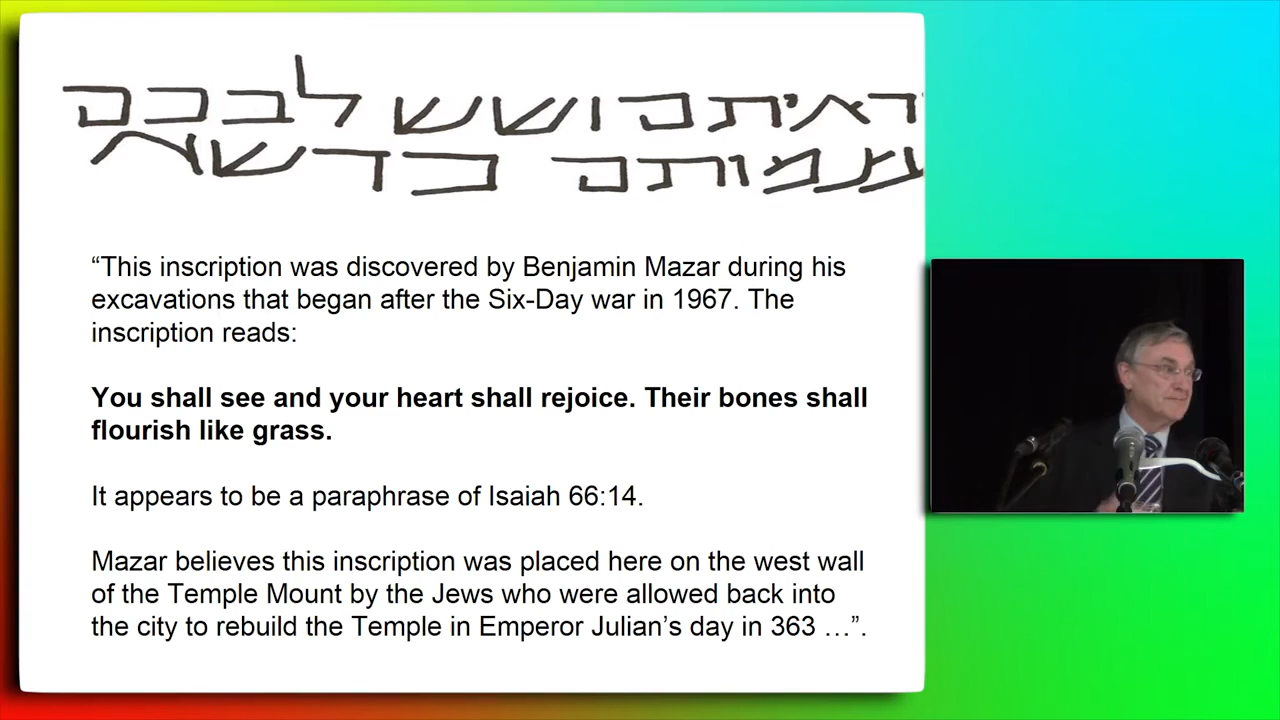 וראיתם ושש לבכם
עצמותם כדשא
“This inscription was discovered by Benjamin Mazar during his
excavations that began after the Six-Day war in 1967. The
inscription reads:
You shall see and your heart shall rejoice. Their bones shall
flourish like grass.
It appears to be a paraphrase of Isaiah 66:14.
Mazar believes this inscription was placed here on the west wall
of the Temple Mount by the Jews who were allowed back into
the city to rebuild the Temple in Emperor Julian’s day in 363 …”.